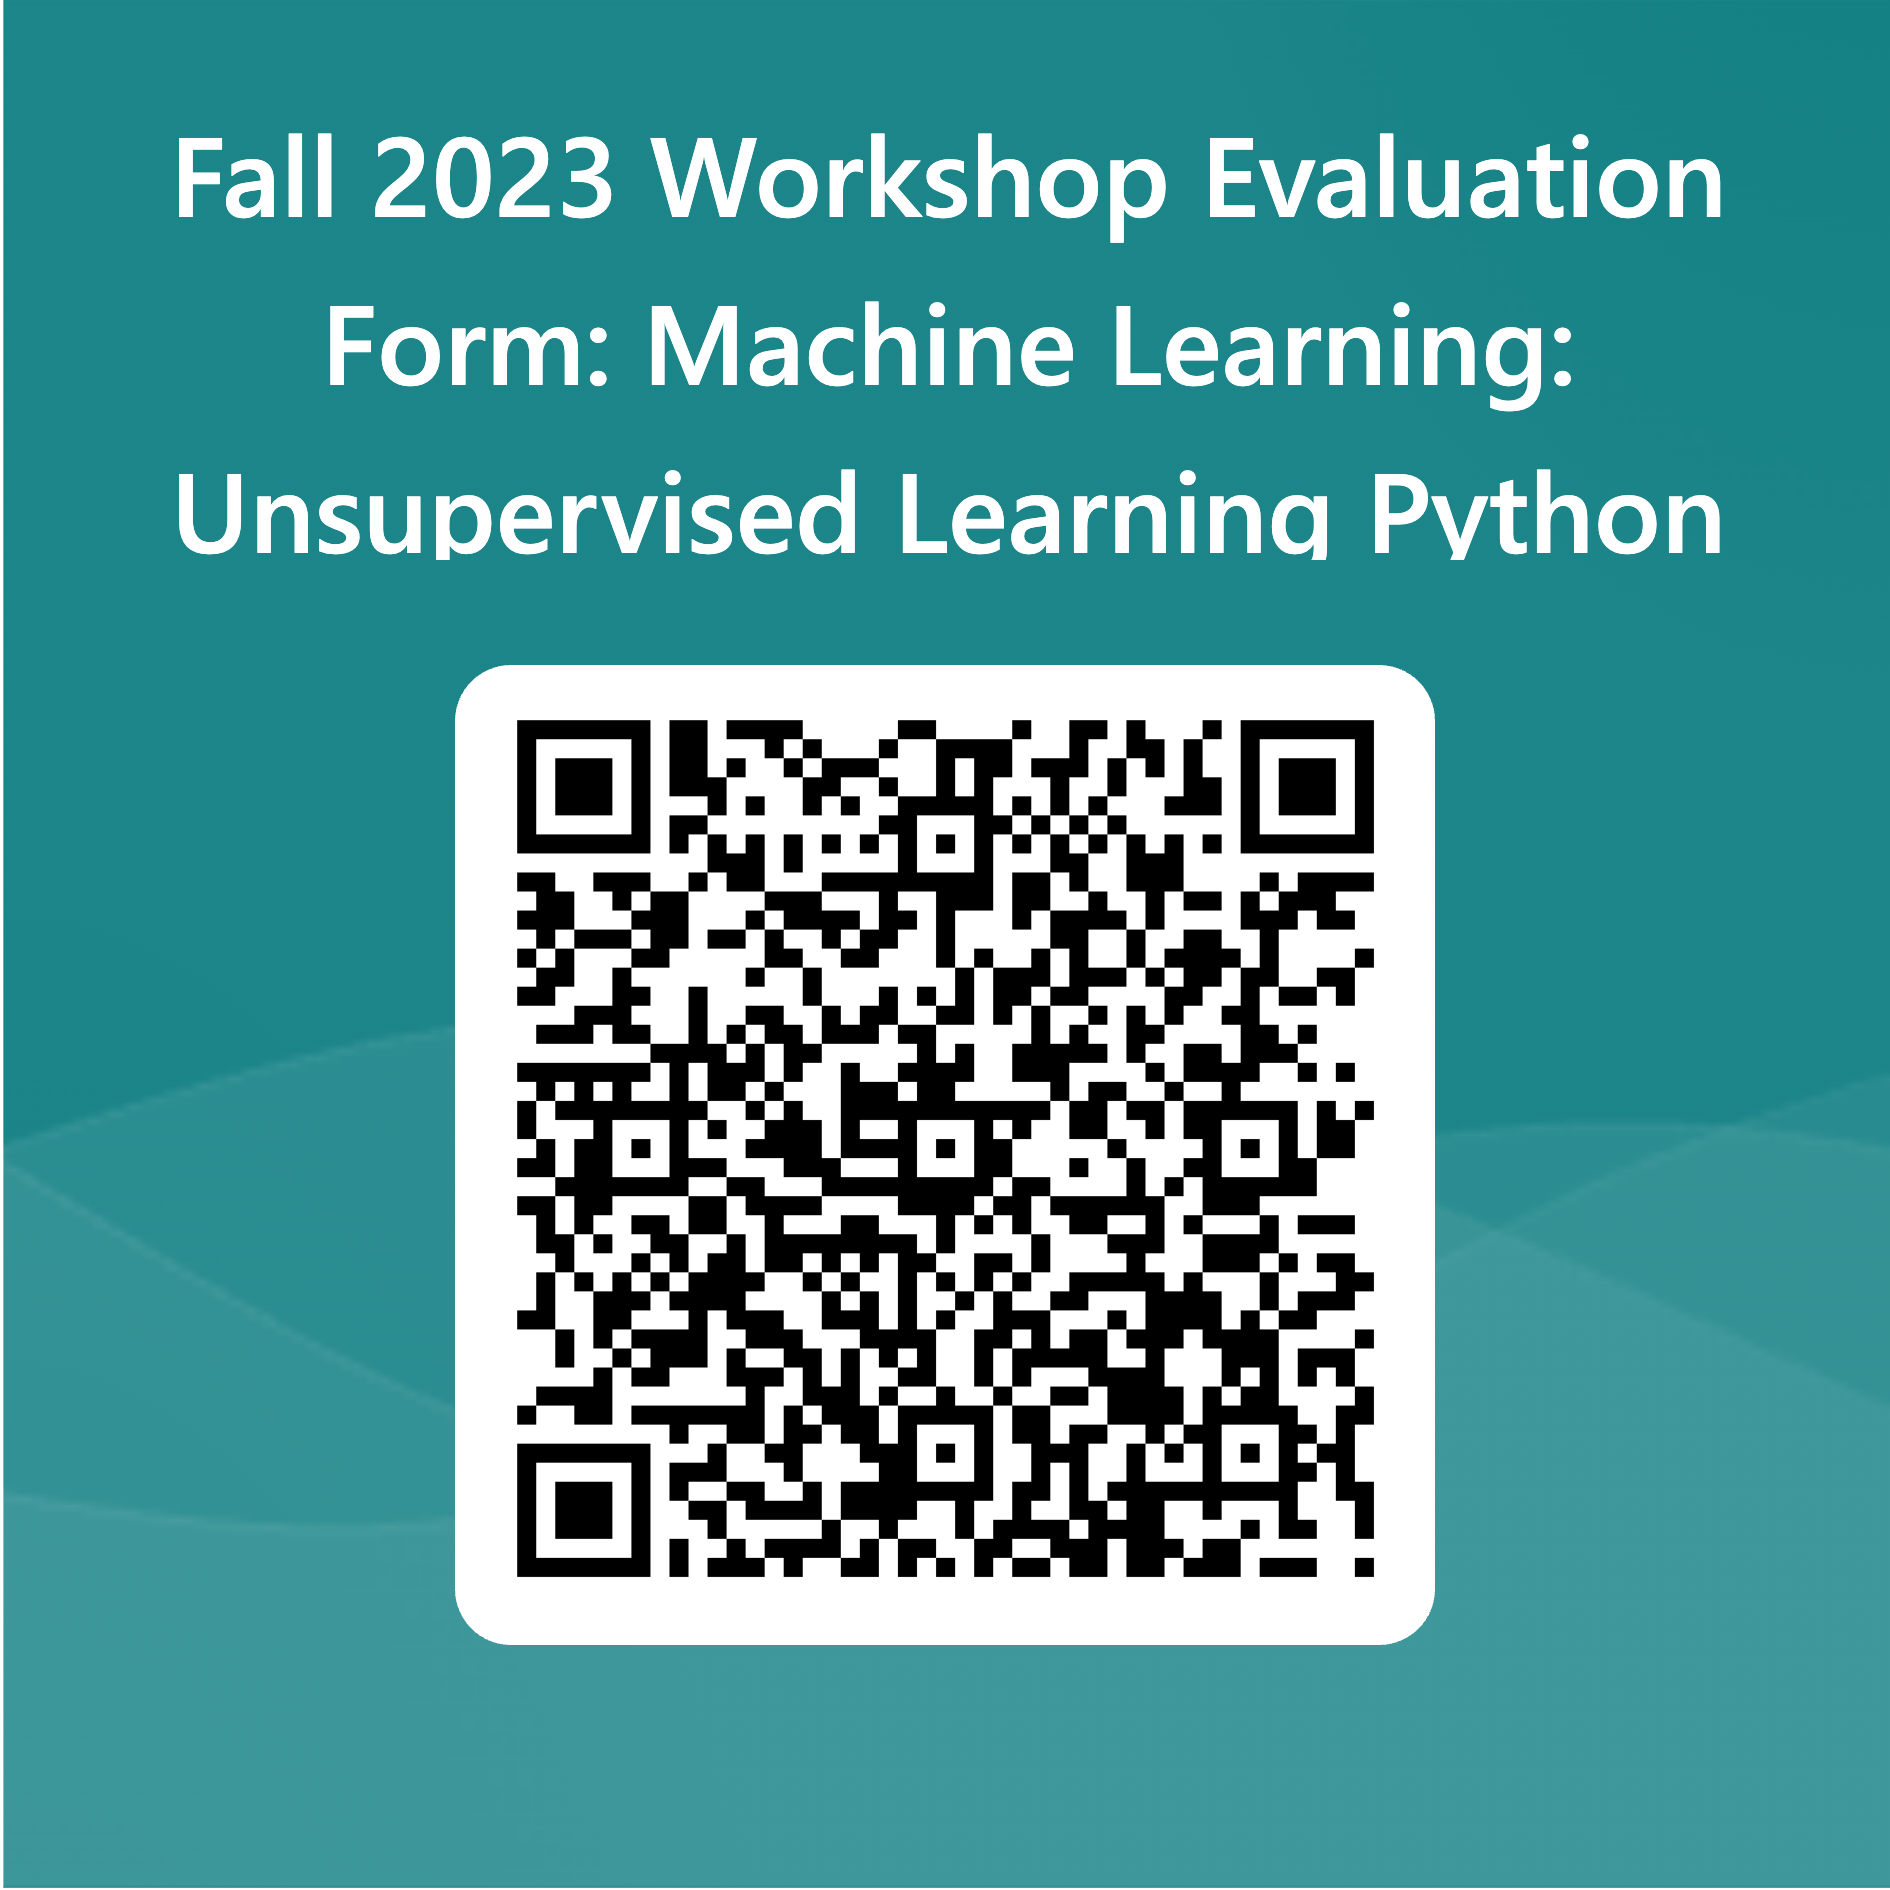 Fall 2023 Workshop Evaluation
Form: Machine Learning:
Unsupervised Learning Python